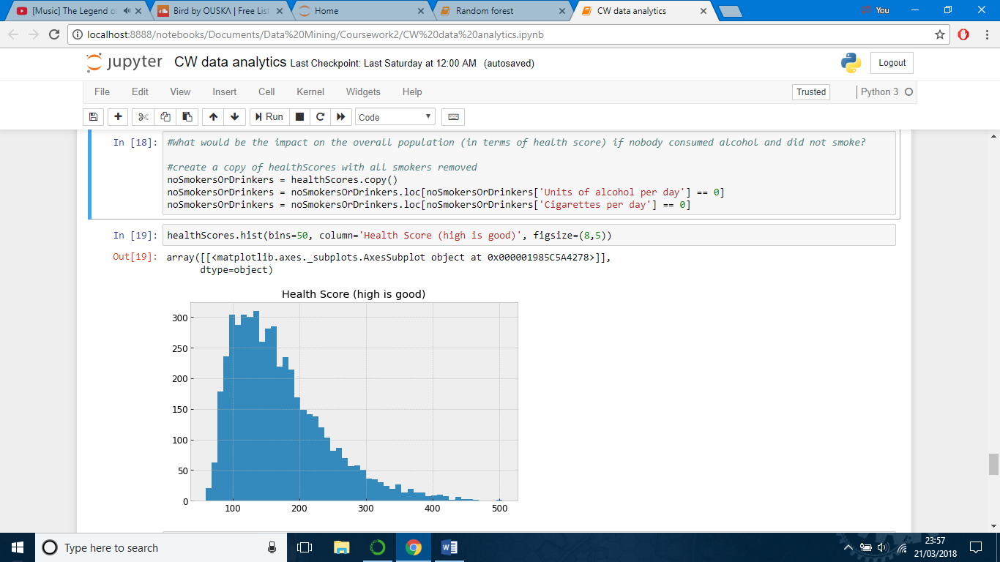 [Music] The Legend o
Bird by OUSKA | Free List
Home
Random forest
CW data analytics
You
localhost:8888/notebooks/Documents/Data%20Mining/Coursework2/CW%20data%20analytics.ipynb
jupyter CW data analytics Last Checkpoint: Last Saturday at 12:00 AM (autosaved)
Logout
File Edit View Insert Cell Kernel Widgets Help
Trusted
Python 3
Run
Code
In [18]: #What would be the impact on the overall population (in terms of health score) if nobody consumed alcohol and did not smoke?
#create a copy of healthScores with all smokers removed
noSmokersOrDrinkers = healthScores.copy()
noSmokersOrDrinkers = noSmokersOrDrinkers.loc[noSmokersOrDrinkers['Units of alcohol per day'] == 0]
noSmokersOrDrinkers = noSmokersOrDrinkers.loc[noSmokersOrDrinkers['Cigarettes per day'] == 0]
In [19]: healthScores.hist(bins=50, column='Health Score (high is good)', figsize=(8,5))
Out[19]: array([[<matplotlib.axes._subplots.AxesSubplot object at 0x000001985C5A4278>]],
dtype=object)
Health Score (high is good)
300
250
200
150
100
50
0
100 200 300 400 500
Type here to search
23:57
21/03/2018